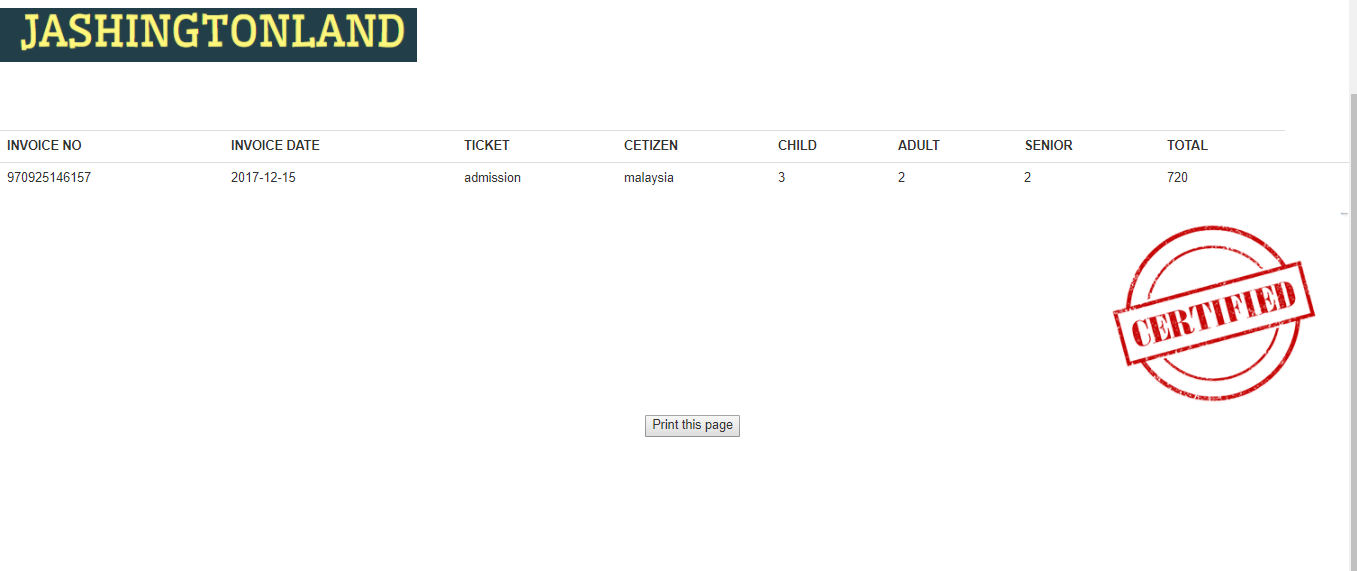 JASHINGTONLAND
INVOICE NO INVOICE DATE TICKET CETIZEN CHILD ADULT SENIOR TOTAL
970925146157 2017-12-15 admission malaysia 3 2 2 720
CERTIFIED
Print this page